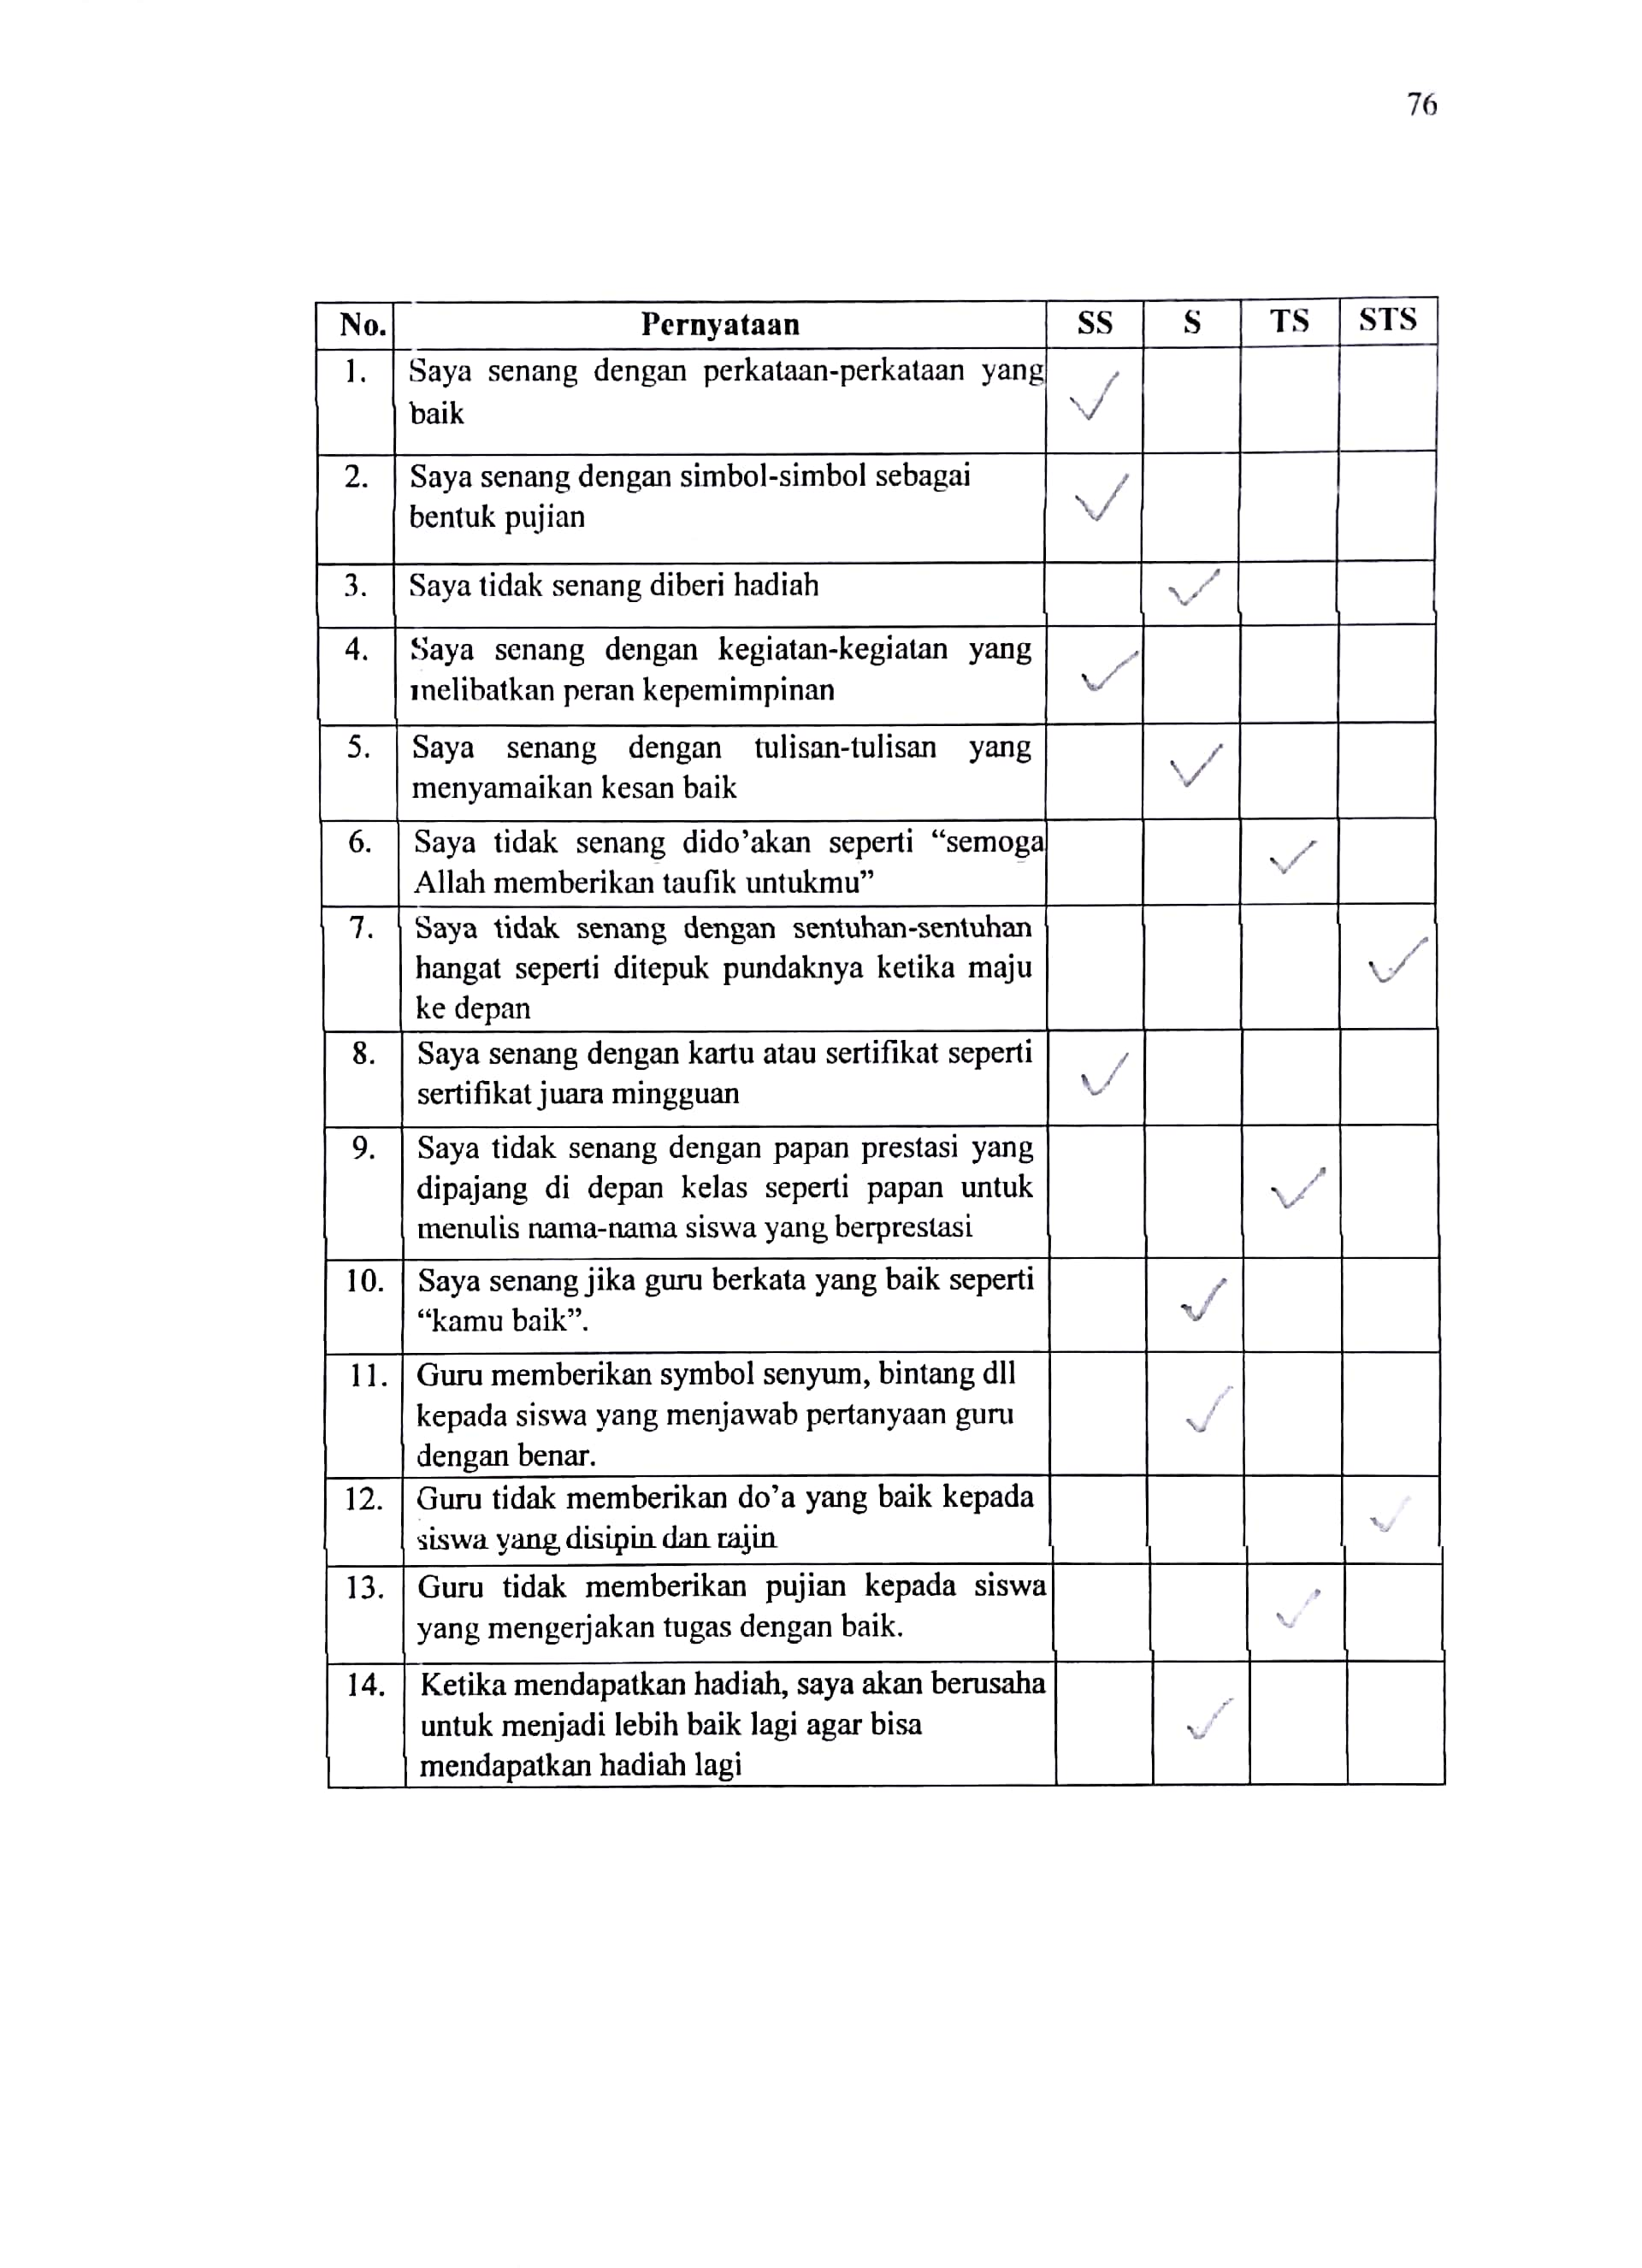 76
No. Pernyataan SS S TS STS
1. Saya senang dengan perkataan-perkataan yang
baik ✓
2. Saya senang dengan simbol-simbol sebagai
bentuk pujian ✓
3. Saya tidak senang diberi hadiah ✓
4. Saya senang dengan kegiatan-kegiatan yang
melibatkan peran kepemimpinan ✓
5. Saya senang dengan tulisan-tulisan yang
menyamaikan kesan baik ✓
6. Saya tidak senang dido’akan seperti “semoga
Allah memberikan taufik untukmu” ✓
7. Saya tidak senang dengan sentuhan-sentuhan
hangat seperti ditepuk pundaknya ketika maju
ke depan ✓
8. Saya senang dengan kartu atau sertifikat seperti
sertifikat juara mingguan ✓
9. Saya tidak senang dengan papan prestasi yang
dipajang di depan kelas seperti papan untuk
menulis nama-nama siswa yang berprestasi ✓
10. Saya senang jika guru berkata yang baik seperti
“kamu baik”. ✓
11. Guru memberikan symbol senyum, bintang dll
kepada siswa yang menjawab pertanyaan guru
dengan benar. ✓
12. Guru tidak memberikan do’a yang baik kepada
siswa yang disipin dan rajin ✓
13. Guru tidak memberikan pujian kepada siswa
yang mengerjakan tugas dengan baik. ✓
14. Ketika mendapatkan hadiah, saya akan berusaha
untuk menjadi lebih baik lagi agar bisa
mendapatkan hadiah lagi ✓